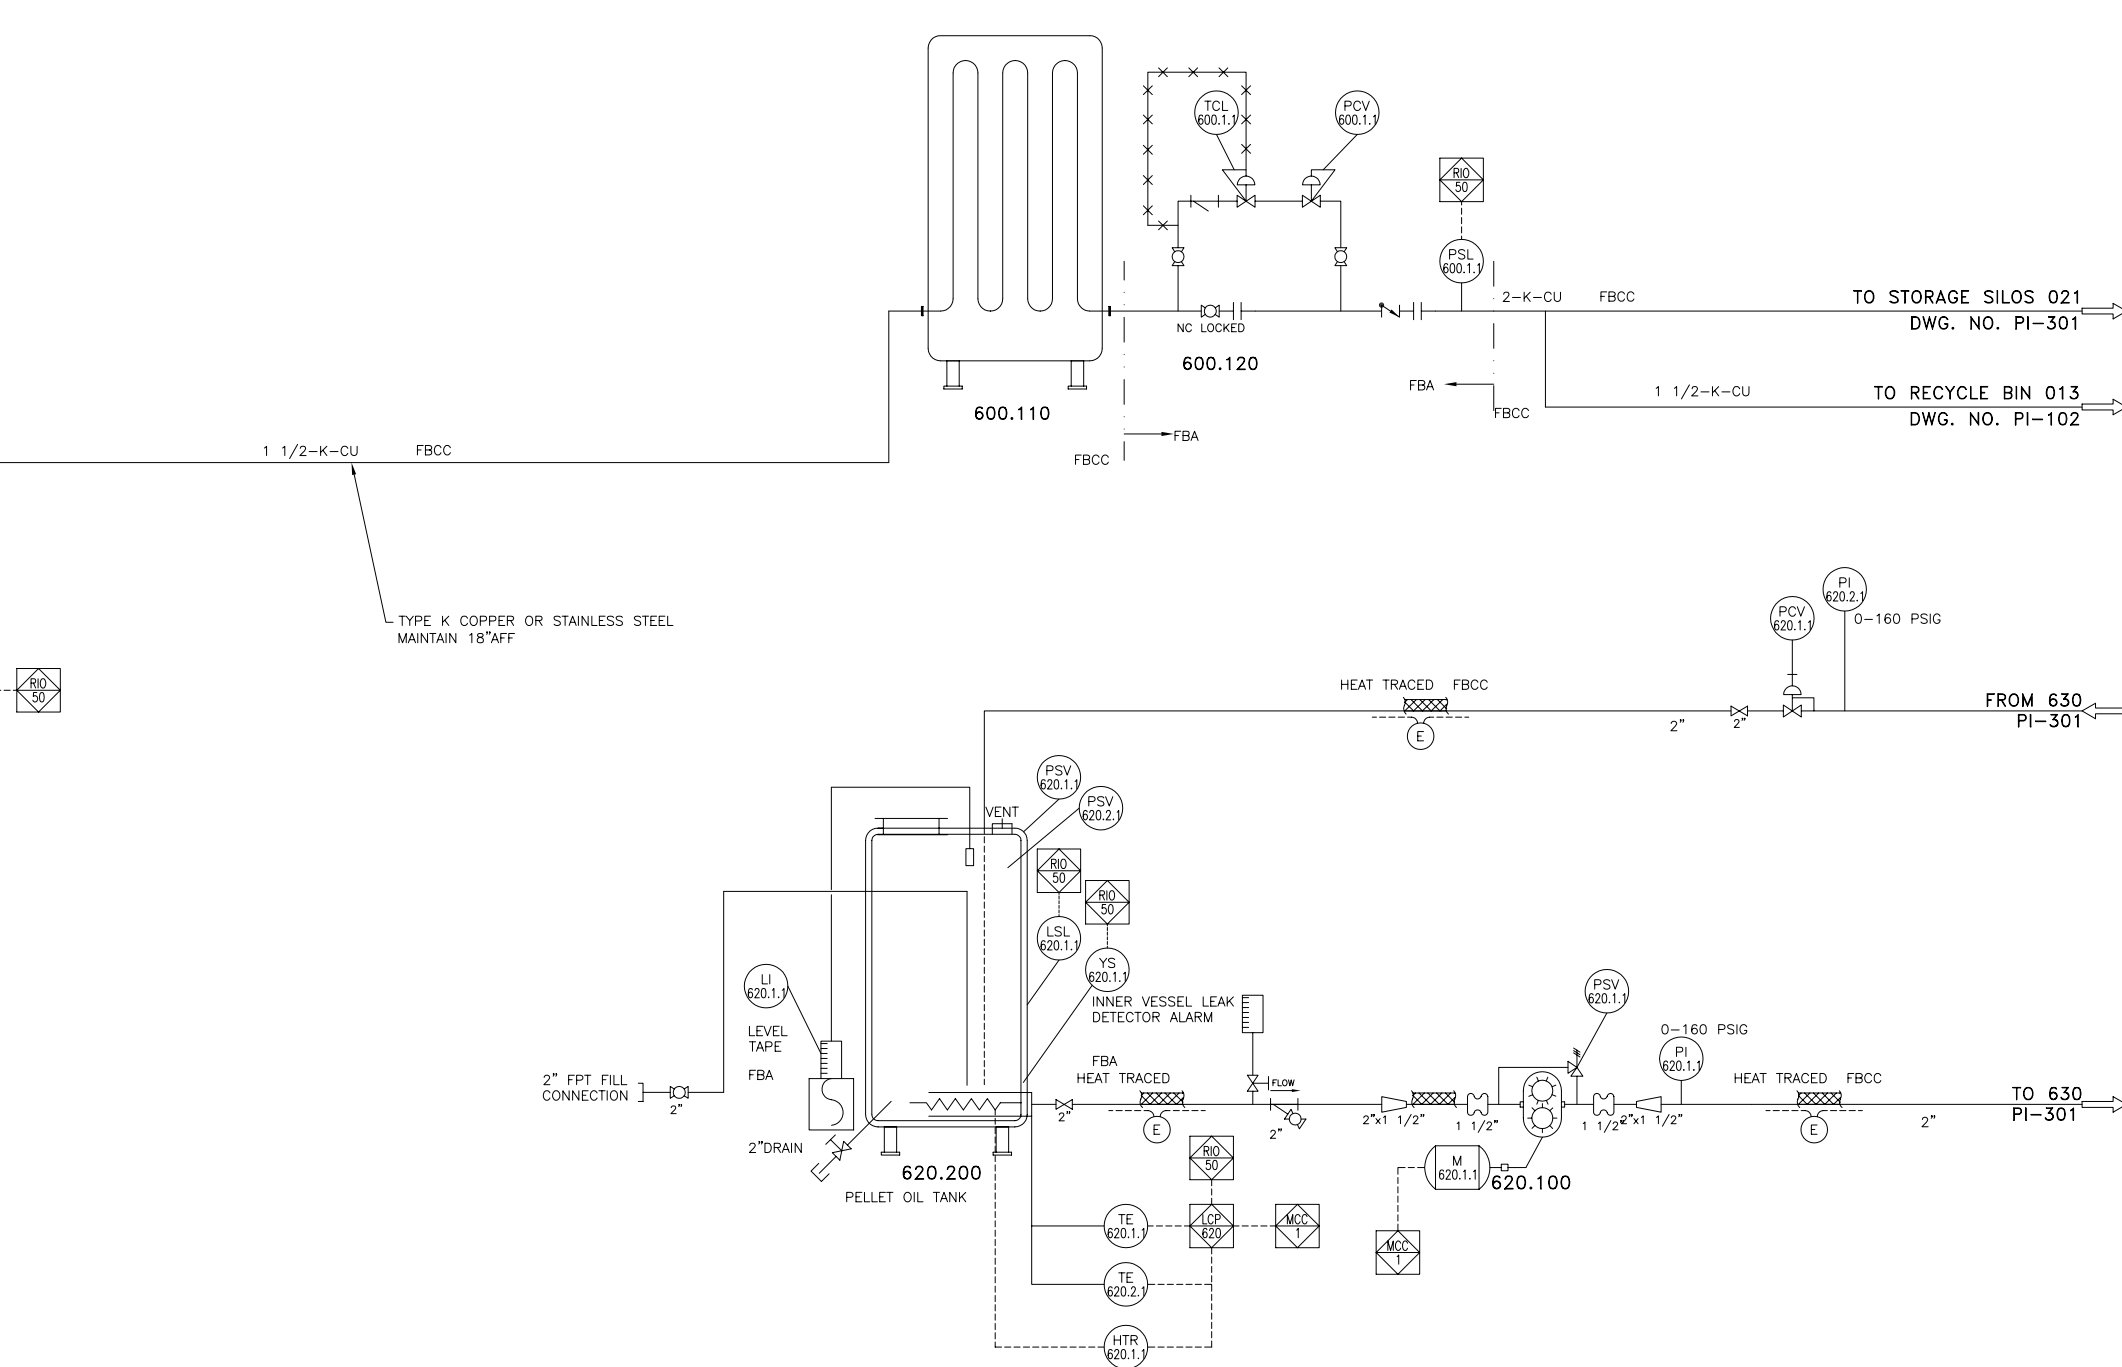 TCL
600.1.1
PCV
600.1.1
RIO
50
PSL
600.1.1
2-K-CU
FBCC
TO STORAGE SILOS 021
DWG. NO. PI-301
NC LOCKED
600.120
FBA
FBCC
1 1/2-K-CU
TO RECYCLE BIN 013
DWG. NO. PI-102
600.110
FBA
FBCC
1 1/2-K-CU
FBCC
TYPE K COPPER OR STAINLESS STEEL
MAINTAIN 18"AFF
RIO
50
PI
620.2.1
0-160 PSIG
PCV
620.1.1
HEAT TRACED
FBCC
E
2"
2"
FROM 630
PI-301
PSV
620.1.1
PSV
620.2.1
VENT
RIO
50
RIO
50
LSL
620.1.1
YS
620.1.1
LI
620.1.1
LEVEL
TAPE
FBA
INNER VESSEL LEAK
DETECTOR ALARM
PSV
620.1.1
0-160 PSIG
PI
620.1.1
2" FPT FILL
CONNECTION
2"
FBA
HEAT TRACED
FLOW
HEAT TRACED
FBCC
TO 630
PI-301
2"
E
2"
2"x1 1/2"
1 1/2"
1 1/2"
2"x1 1/2"
E
2"
2"DRAIN
620.200
PELLET OIL TANK
RIO
50
M
620.1.1
620.100
TE
620.1.1
LCP
620
MCC
1
MCC
1
TE
620.2.1
HTR
620.1.1